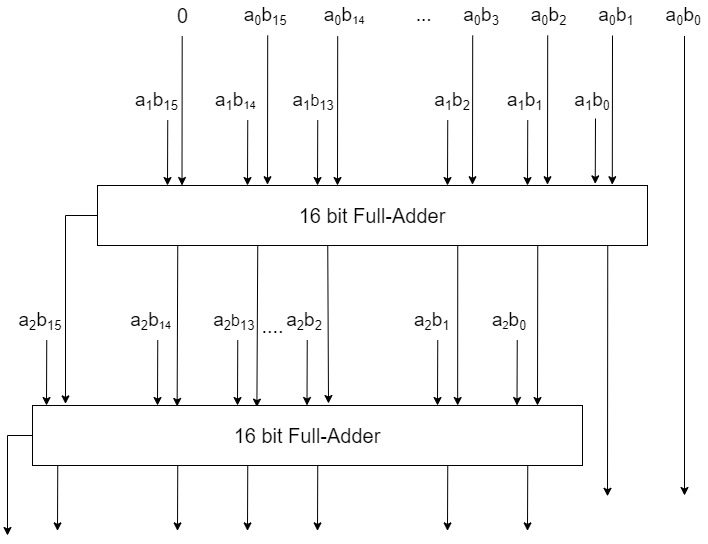 0 a₀b₁₅ a₀b₁₄ ... a₀b₃ a₀b₂ a₀b₁ a₀b₀
a₁b₁₅ a₁b₁₄ a₁b₁₃ a₁b₂ a₁b₁ a₁b₀
16 bit Full-Adder
a₂b₁₅ a₂b₁₄ a₂b₁₃ .... a₂b₂ a₂b₁ a₂b₀
16 bit Full-Adder